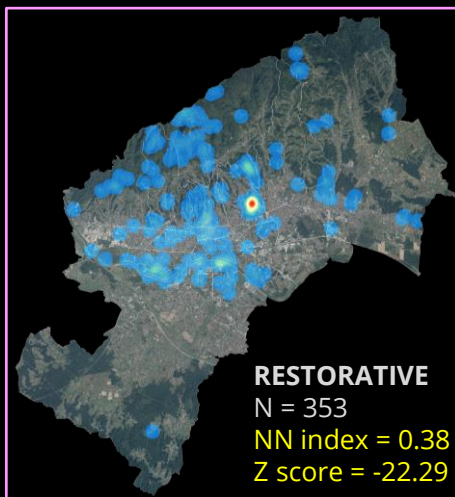 RESTORATIVE
N = 353
NN index = 0.38
Z score = -22.29